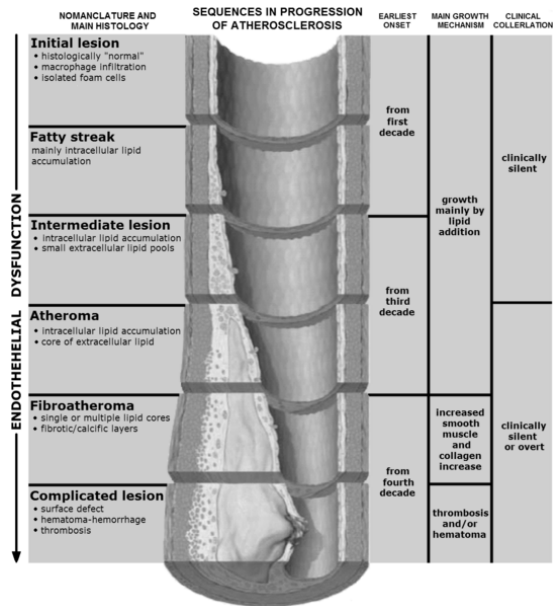 NOMANCLATURE AND
MAIN HISTOLOGY
SEQUENCES IN PROGRESSION
OF ATHEROSCLEROSIS
EARLIEST
ONSET
MAIN GROWTH
MECHANISM
CLINICAL
COLLERLATION
ENDOTHEHELIAL DYSFUNCTION
Initial lesion
• histologically "normal"
• macrophage infiltration
• isolated foam cells
Fatty streak
mainly intracellular lipid
accumulation
Intermediate lesion
• intracellular lipid accumulation
• small extracellular lipid pools
Atheroma
• intracellular lipid accumulation
• core of extracellular lipid
Fibroatheroma
• single or multiple lipid cores
• fibrotic/calcific layers
Complicated lesion
• surface defect
• hematoma-hemorrhage
• thrombosis
from
first
decade
from
third
decade
from
fourth
decade
growth
mainly by
lipid
addition
increased
smooth
muscle
and
collagen
increase
thrombosis
and/or
hematoma
clinically
silent
clinically
silent
or overt